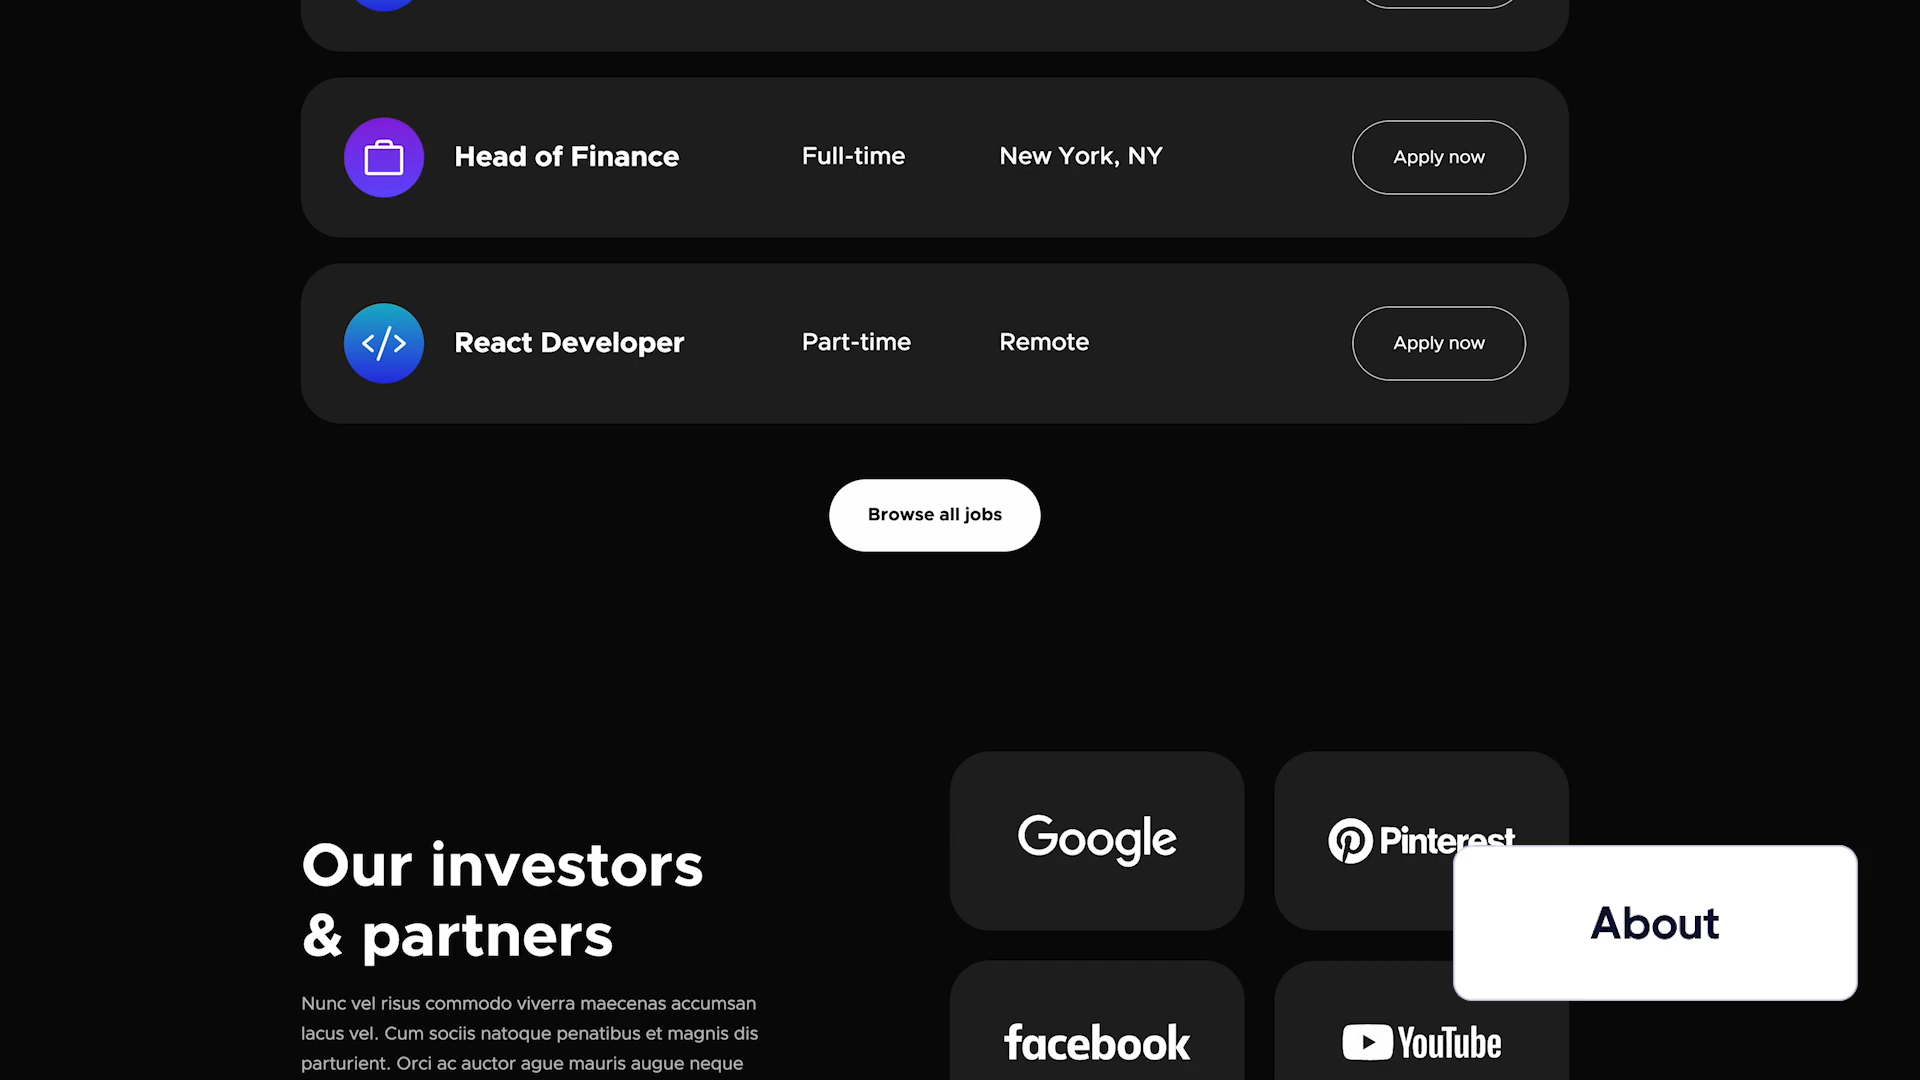 Head of Finance
Full-time
New York, NY
Apply now
React Developer
Part-time
Remote
Apply now
Browse all jobs
Our investors
& partners
Nunc vel risus commodo viverra maecenas accumsan
lacus vel. Cum sociis natoque penatibus et magnis dis
parturient. Orci ac auctor ague mauris augue neque
Google
Pinterest
facebook
YouTube
About